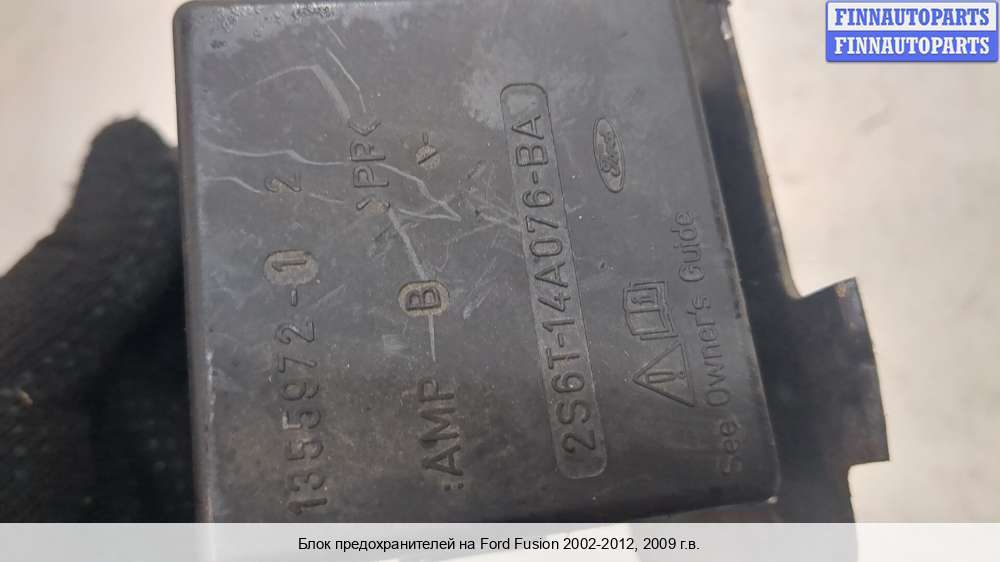 FINNAUTOPARTS
FINNAUTOPARTS
1355972-1 2
>PP<
:AMP B
2S6T-14A076-BA
Ford
See Owner's Guide
Блок предохранителей на Ford Fusion 2002-2012, 2009 г.в.